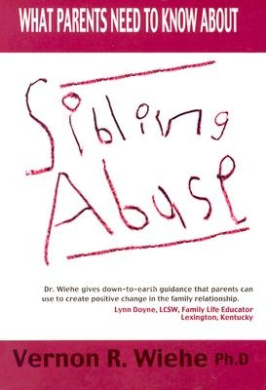 WHAT PARENTS NEED TO KNOW ABOUT
Sibling
Abuse
Dr. Wiehe gives down-to-earth guidance that parents can
use to create positive change in the family relationship.
Lynn Doyne, LCSW, Family Life Educator
Lexington, Kentucky
Vernon R. Wiehe Ph.D